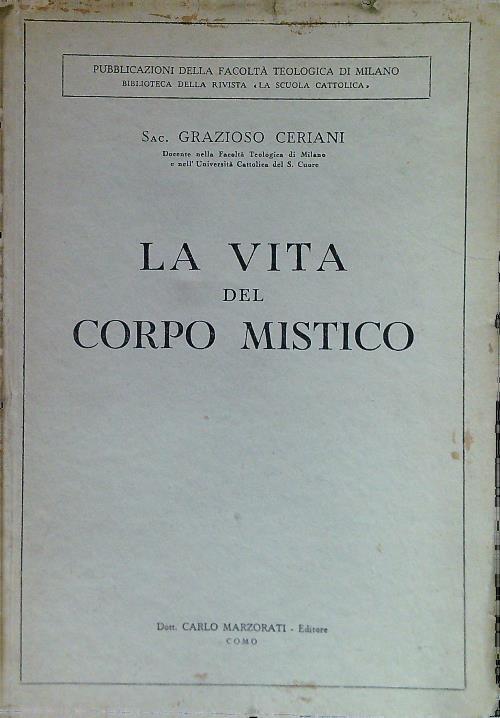 PUBBLICAZIONI DELLA FACOLTÀ TEOLOGICA DI MILANO
BIBLIOTECA DELLA RIVISTA «LA SCUOLA CATTOLICA»
SAC. GRAZIOSO CERIANI
Docente nella Facoltà Teologica di Milano
e nell'Università Cattolica del S. Cuore
LA VITA
DEL
CORPO MISTICO
Dott. CARLO MARZORATI - Editore
COMO